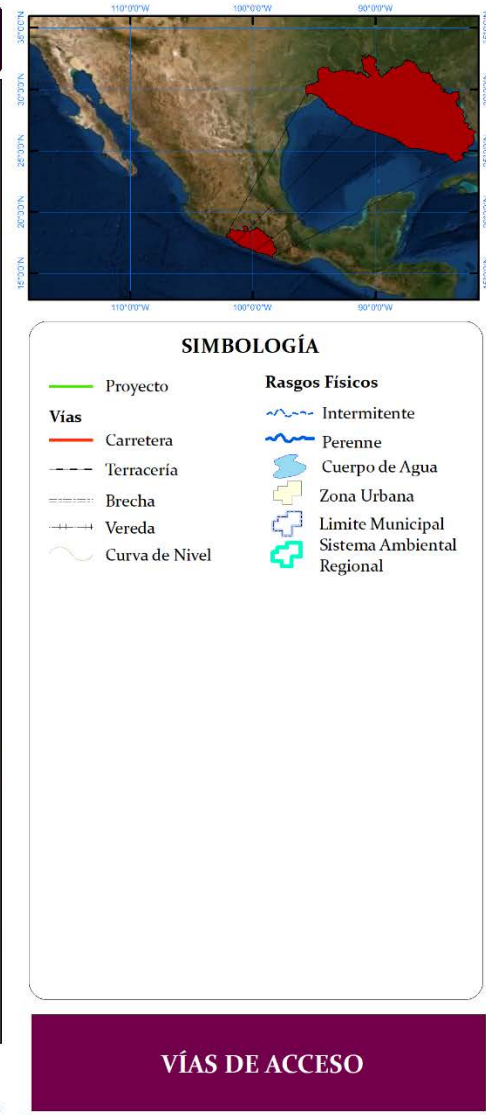 110°0'0"W 100°0'0"W 90°0'0"W
35°0'0"N
30°0'0"N
25°0'0"N
20°0'0"N
15°0'0"N
110°0'0"W 100°0'0"W 90°0'0"W
SIMBOLOGÍA
Proyecto
Vías
Carretera
Terracería
Brecha
Vereda
Curva de Nivel
Rasgos Físicos
Intermitente
Perenne
Cuerpo de Agua
Zona Urbana
Limite Municipal
Sistema Ambiental
Regional
VÍAS DE ACCESO